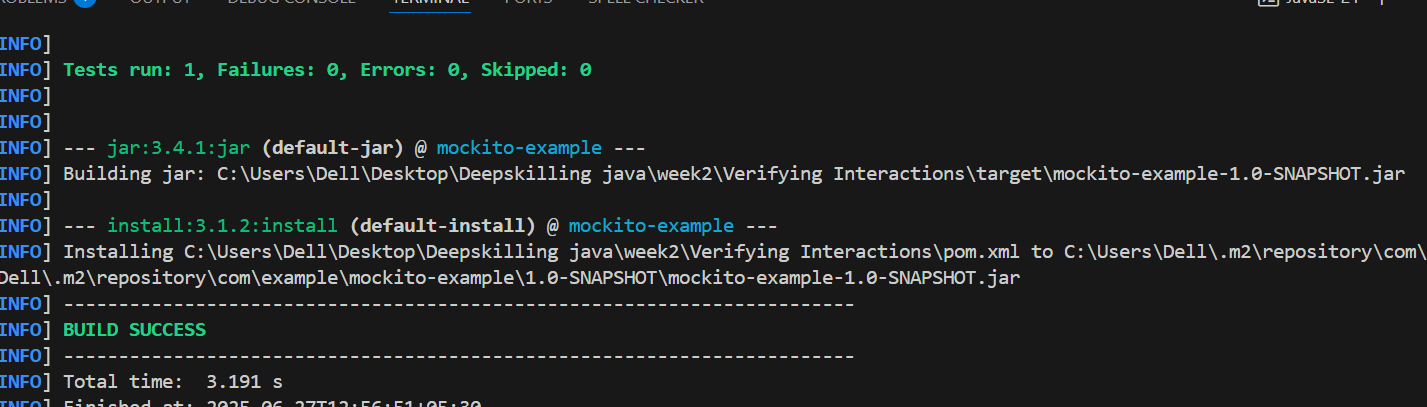 PROBLEMS OUTPUT DEBUG CONSOLE TERMINAL PORTS SPELL CHECKER JavaSE-21
INFO]
INFO] Tests run: 1, Failures: 0, Errors: 0, Skipped: 0
INFO]
INFO]
INFO] --- jar:3.4.1:jar (default-jar) @ mockito-example ---
INFO] Building jar: C:\Users\Dell\Desktop\Deepskilling java\week2\Verifying Interactions\target\mockito-example-1.0-SNAPSHOT.jar
INFO]
INFO] --- install:3.1.2:install (default-install) @ mockito-example ---
INFO] Installing C:\Users\Dell\Desktop\Deepskilling java\week2\Verifying Interactions\pom.xml to C:\Users\Dell\.m2\repository\com\
Dell\.m2\repository\com\example\mockito-example\1.0-SNAPSHOT\mockito-example-1.0-SNAPSHOT.jar
INFO] ------------------------------------------------------------------------
INFO] BUILD SUCCESS
INFO] ------------------------------------------------------------------------
INFO] Total time:  3.191 s
INFO] Finished at: 2025-06-27T12:56:51+05:30